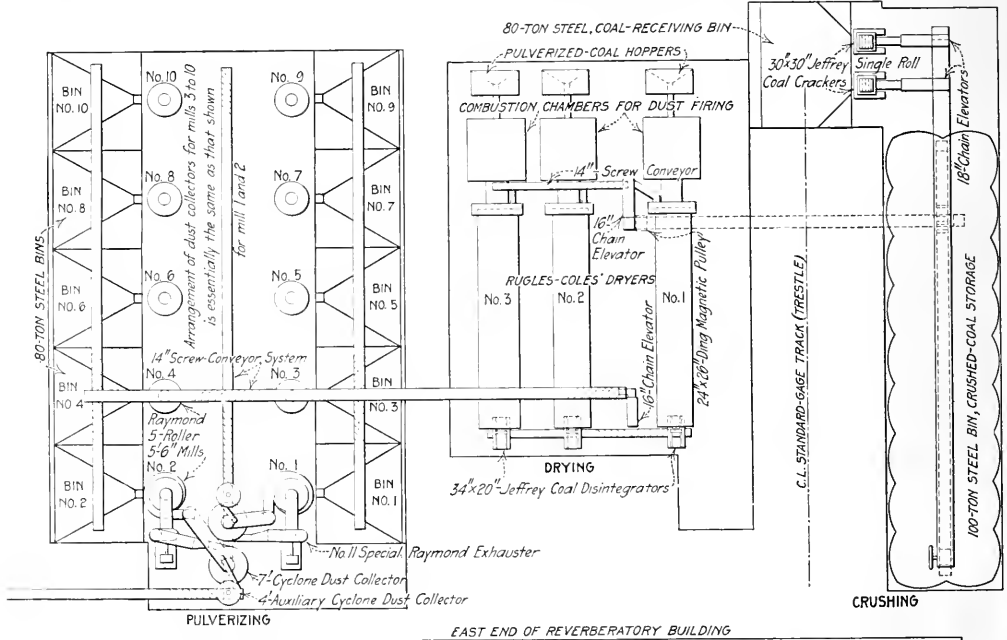 80-TON STEEL, COAL-RECEIVING BIN
PULVERIZED-COAL HOPPERS
30"x30" Jeffrey Single Roll
Coal Crackers
18" Chain Elevators
COMBUSTION CHAMBERS FOR DUST FIRING
14" Screw Conveyor
16"
Chain
Elevator
RUGLES-COLES' DRYERS
No.3
No.2
No.1
24"x26"-Ding Magnetic Pulley
16" Chain Elevator
DRYING
34"x20"-Jeffrey Coal Disintegrators
C.L. STANDARD-GAGE TRACK (TRESTLE)
100-TON STEEL BIN, CRUSHED-COAL STORAGE
CRUSHING
80-TON STEEL BINS
BIN
NO.10
BIN
NO.8
BIN
NO.6
BIN
NO 4
BIN
NO.2
No.10
No.8
No.6
No.4
No.2
Arrangement of dust collectors for mills 3 to 10
is essentially the same as that shown
for mill 1 and 2
No.9
No.7
No.5
No.3
No.1
BIN
NO.9
BIN
NO.7
BIN
NO.5
BIN
NO.3
BIN
NO.1
14" Screw-Conveyor System
Raymond
5-Roller
5'-6" Mills
No.11 Special Raymond Exhauster
7'-Cyclone Dust Collector
4'-Auxiliary Cyclone Dust Collector
PULVERIZING
EAST END OF REVERBERATORY BUILDING